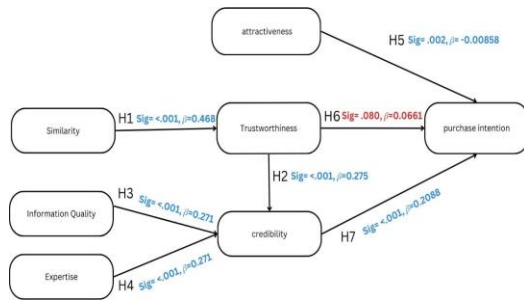 attractiveness
H5
Sig= .002, β= -0.00858
H1 Sig= <.001, β=0.468
H6 Sig= .080, β=0.0661
Similarity
Trustworthiness
purchase intention
H2 Sig= <.001, β=0.275
H3
Sig= <.001, β=0.271
Information Quality
credibility
H7
Sig= <.001, β=0.2088
Expertise
H4
Sig= <.001, β=0.271